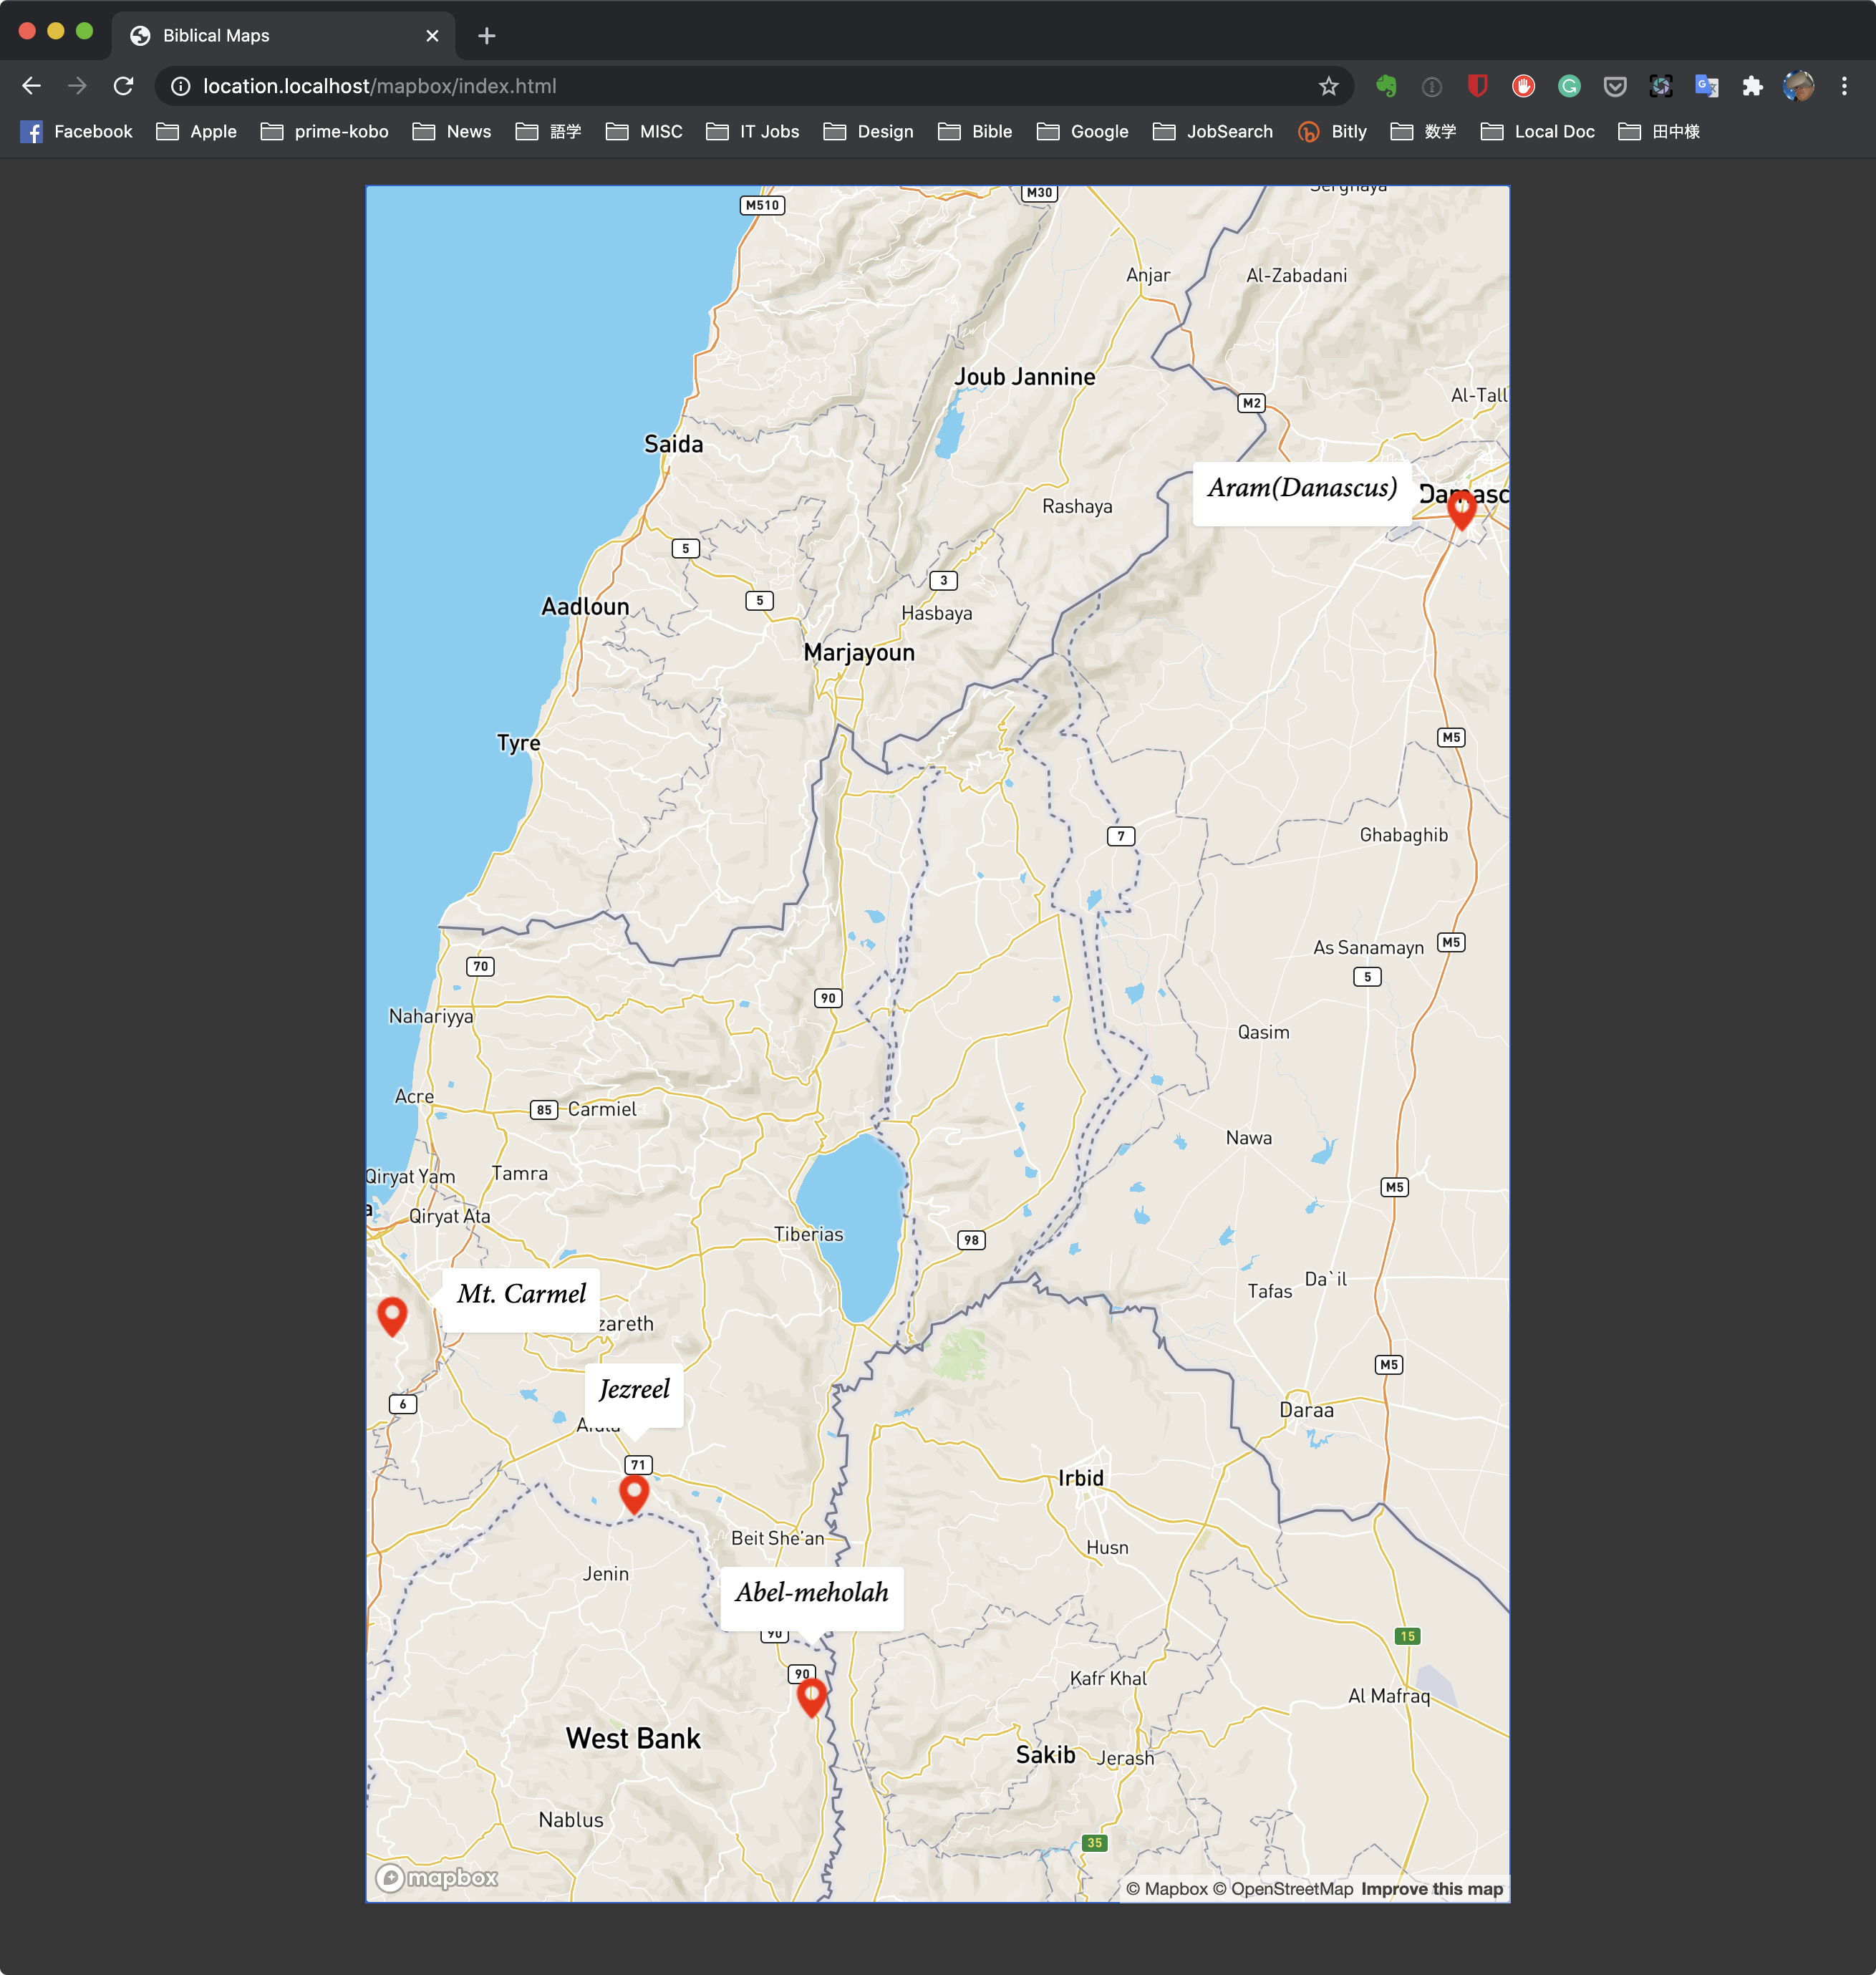 Biblical Maps
location.localhost/mapbox/index.html
Facebook Apple prime-kobo News 語学 MISC IT Jobs Design Bible Google JobSearch Bitly 数学 Local Doc 田中様
Serghaya
M510
M30
Anjar
Al-Zabadani
Joub Jannine
M2
Al-Tall
Saida
Aram(Danascus)
Damasc
Rashaya
5
3
5
Aadloun
Hasbaya
Marjayoun
Tyre
M5
7
Ghabaghib
As Sanamayn
M5
70
5
90
Nahariyya
Qasim
Acre
85
Carmiel
Nawa
Qiryat Yam
Tamra
M5
a
Qiryat Ata
Tiberias
98
Da`il
Tafas
Mt. Carmel
zareth
M5
Jezreel
6
Daraa
71
Irbid
Beit She'an
Husn
Jenin
Abel-meholah
90
15
90
Kafr Khal
Al Mafraq
West Bank
Sakib
Jerash
Nablus
35
mapbox
© Mapbox © OpenStreetMap Improve this map